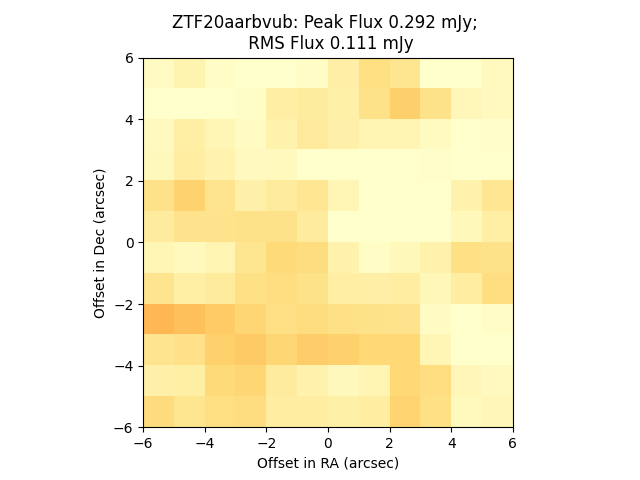 ZTF20aarbvub: Peak Flux 0.292 mJy;
RMS Flux 0.111 mJy
6
4
2
0
−2
−4
−6
Offset in Dec (arcsec)
−6 −4 −2 0 2 4 6
Offset in RA (arcsec)